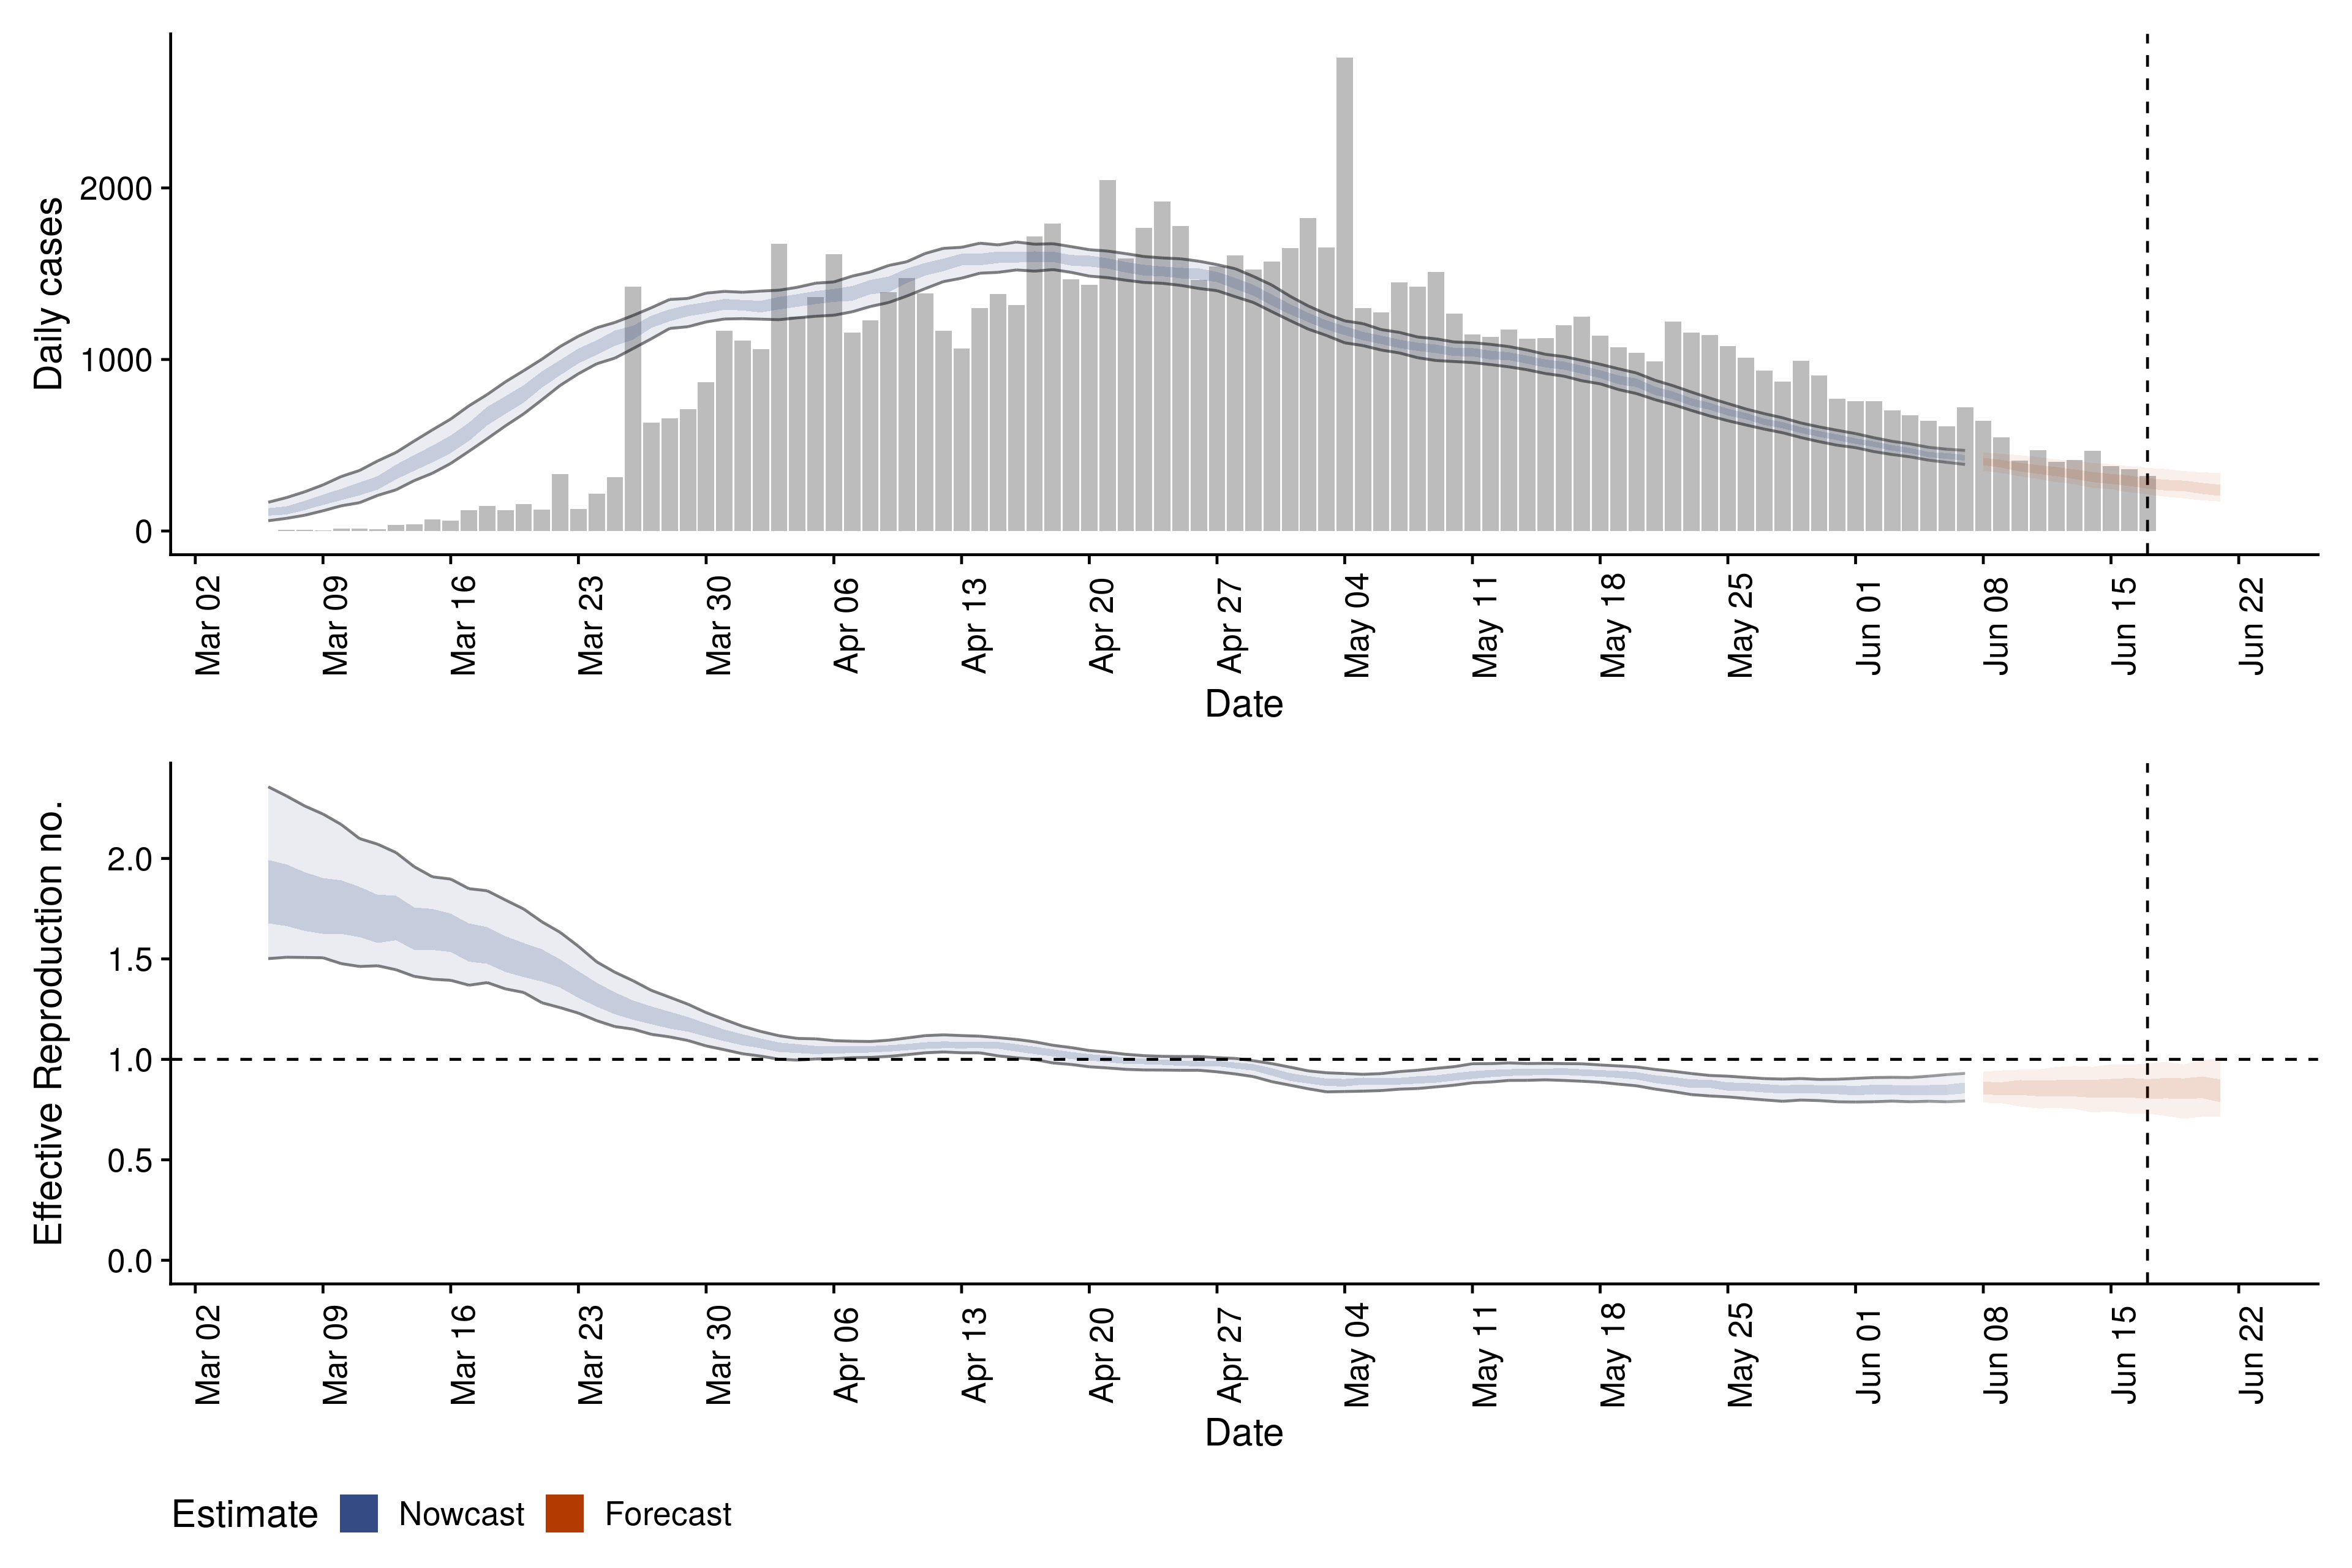 Daily cases
2000
1000
0
Mar 02
Mar 09
Mar 16
Mar 23
Mar 30
Apr 06
Apr 13
Apr 20
Apr 27
May 04
May 11
May 18
May 25
Jun 01
Jun 08
Jun 15
Jun 22
Date
Effective Reproduction no.
2.0
1.5
1.0
0.5
0.0
Mar 02
Mar 09
Mar 16
Mar 23
Mar 30
Apr 06
Apr 13
Apr 20
Apr 27
May 04
May 11
May 18
May 25
Jun 01
Jun 08
Jun 15
Jun 22
Date
Estimate Nowcast Forecast